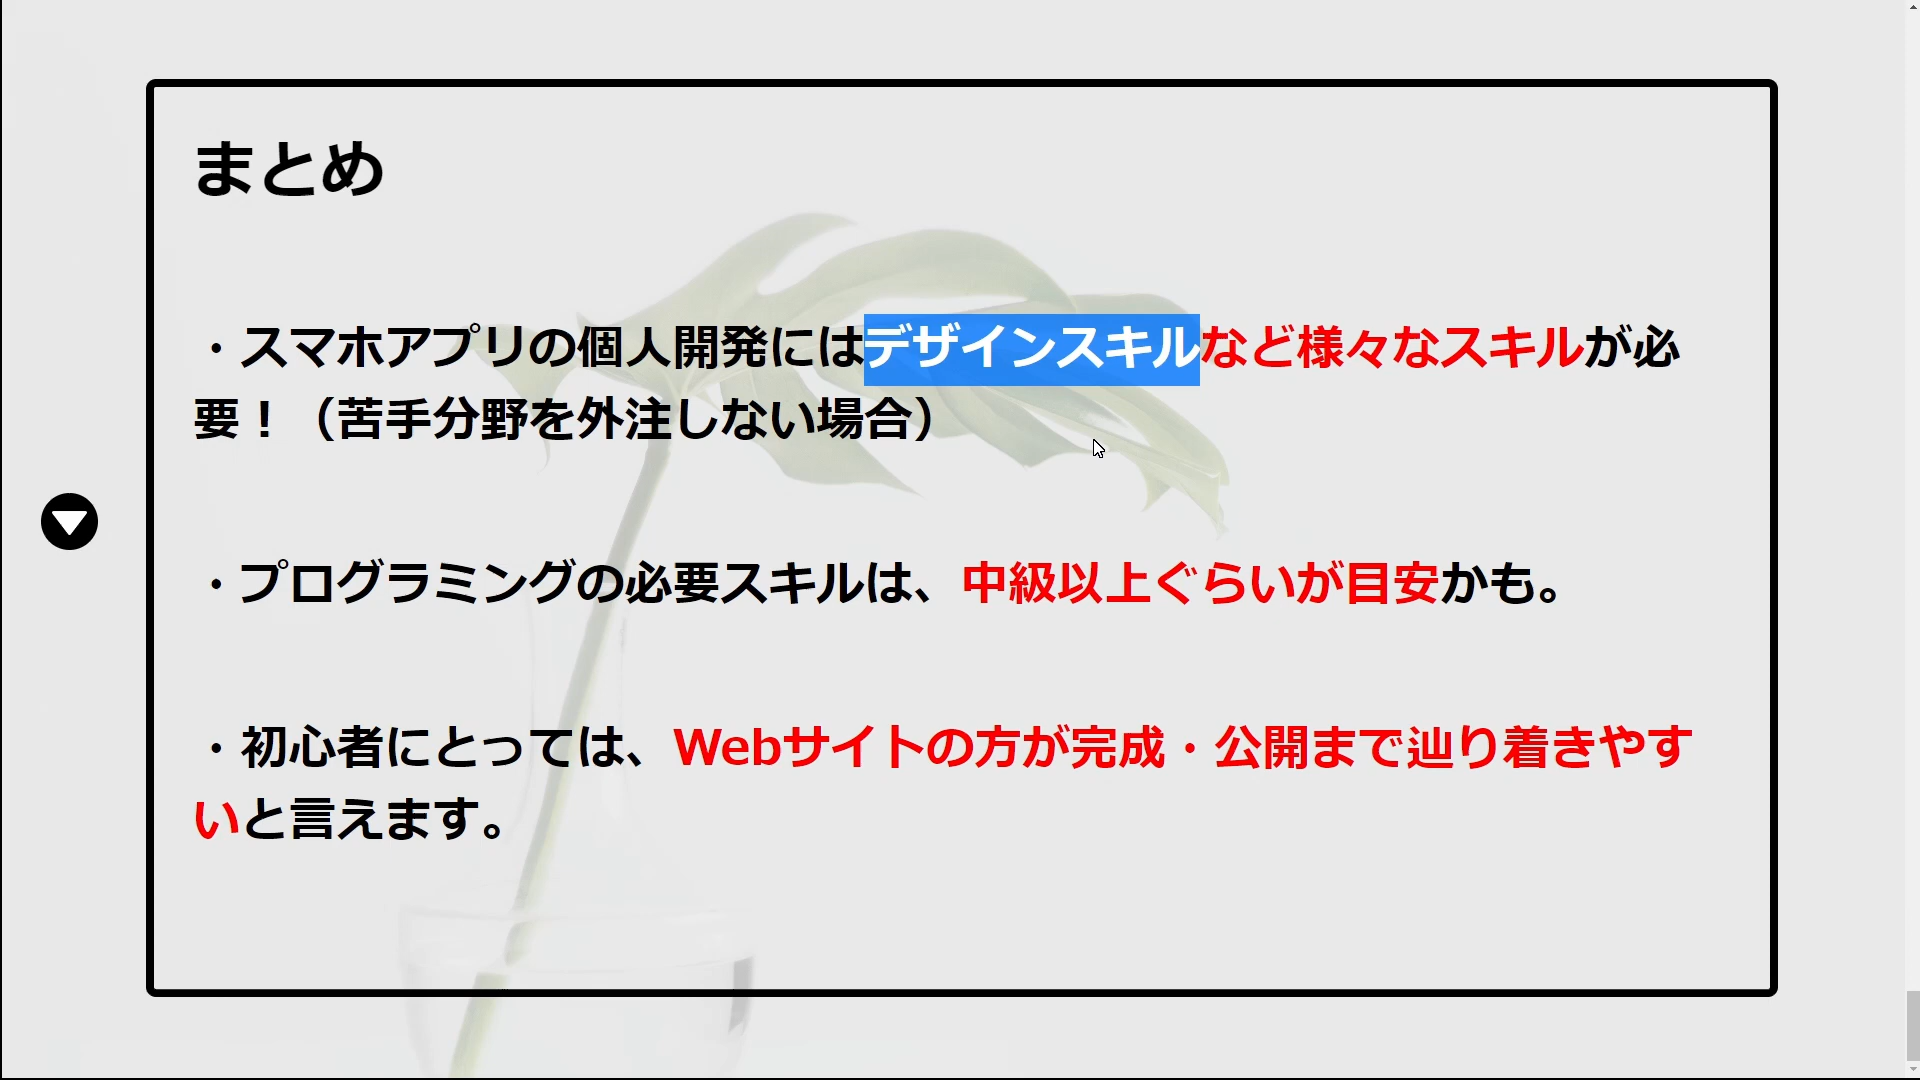 まとめ
・スマホアプリの個人開発にはデザインスキルなど様々なスキルが必
要！（苦手分野を外注しない場合）
・プログラミングの必要スキルは、中級以上ぐらいが目安かも。
・初心者にとっては、Webサイトの方が完成・公開まで辿り着きやす
いと言えます。